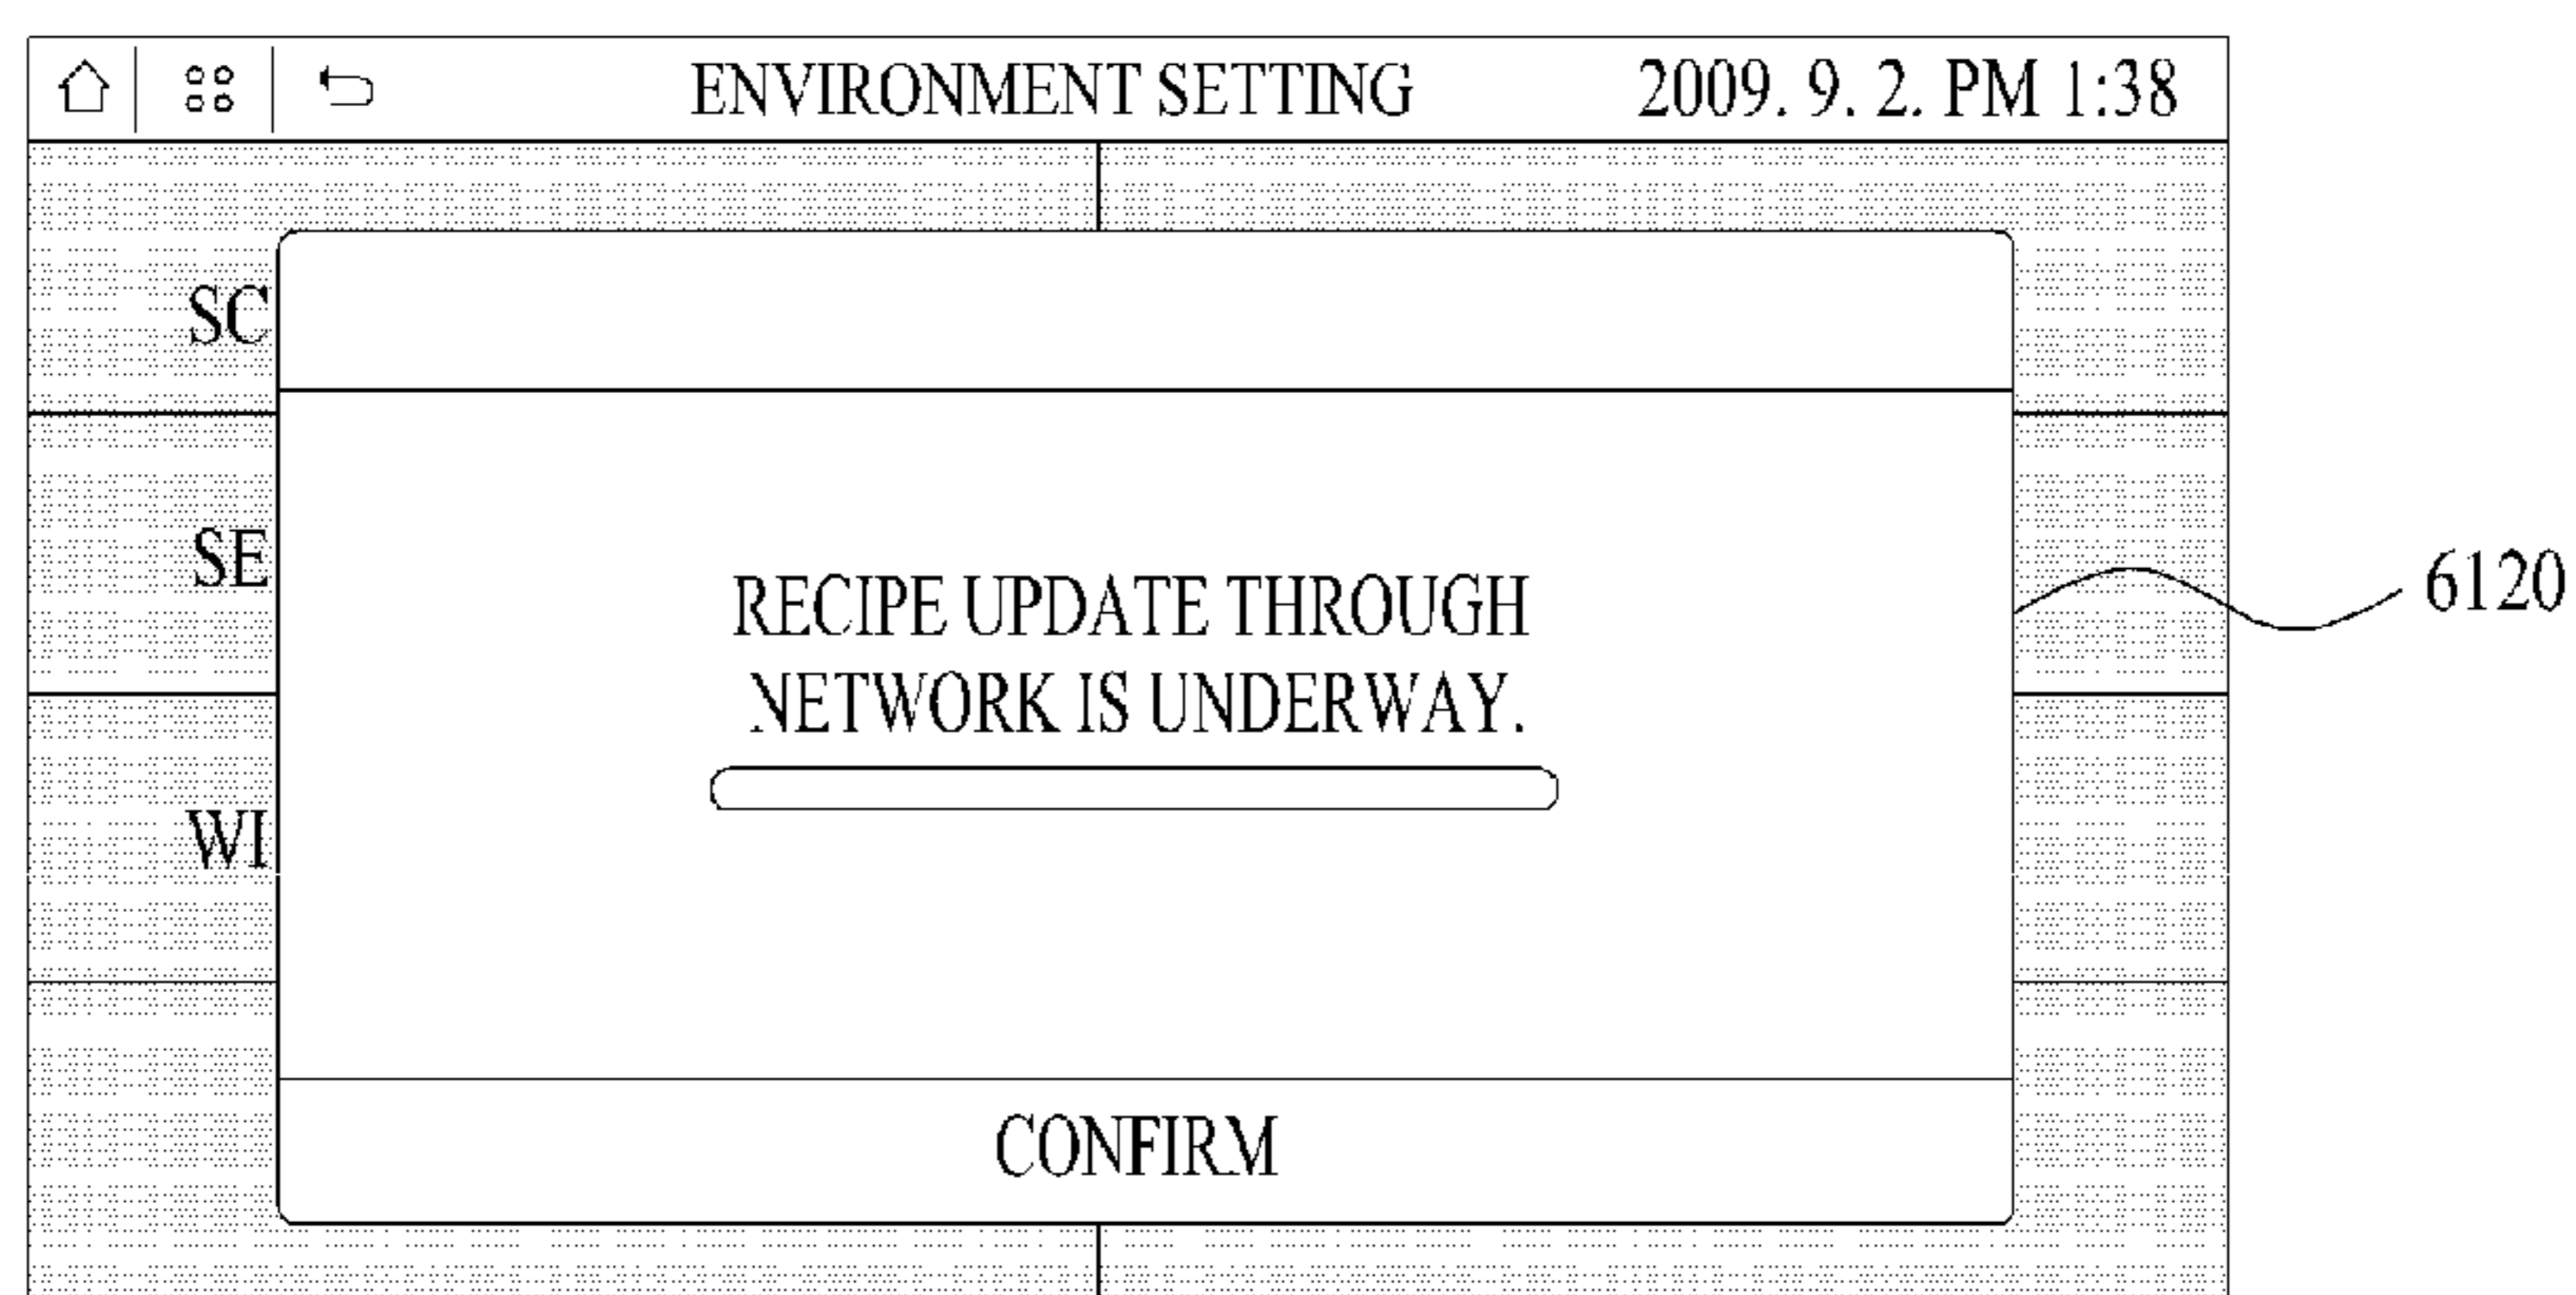 ENVIRONMENT SETTING 2009. 9. 2. PM 1:38
SC
SE
RECIPE UPDATE THROUGH
6120
NETWORK IS UNDERWAY.
WI
CONFIRM